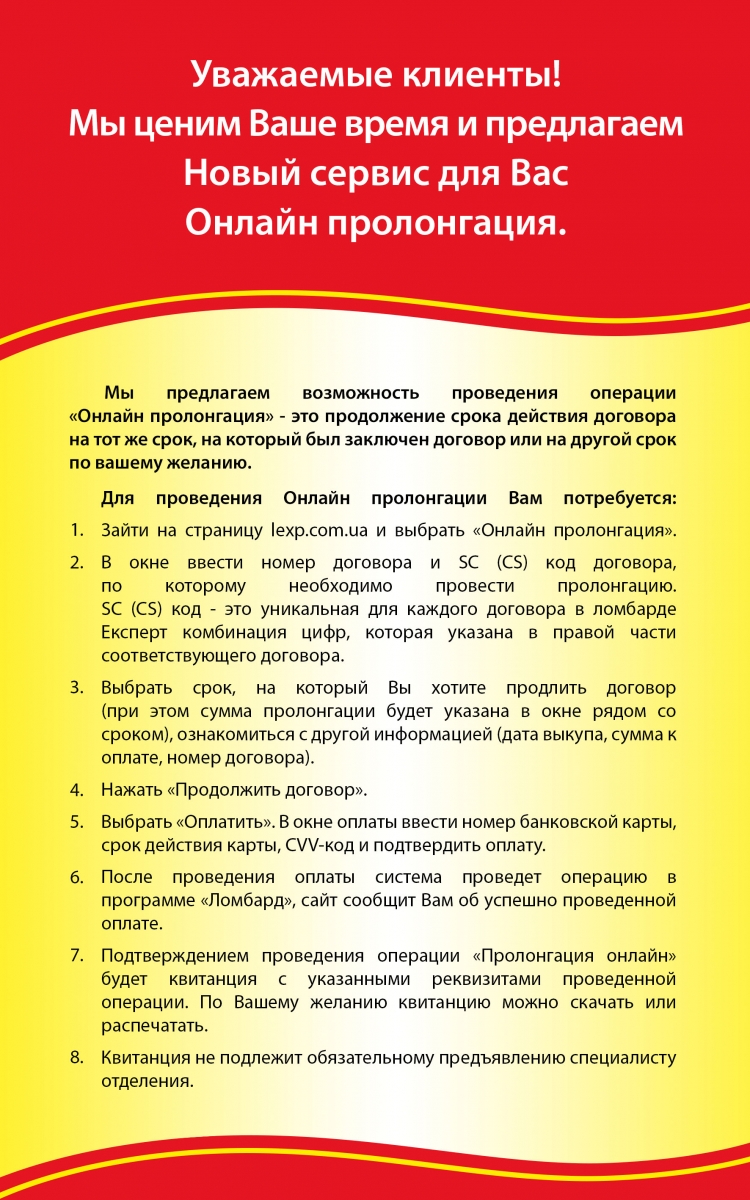 Уважаемые клиенты!
Мы ценим Ваше время и предлагаем
Новый сервис для Вас
Онлайн пролонгация.
Мы предлагаем возможность проведения операции
«Онлайн пролонгация» - это продолжение срока действия договора
на тот же срок, на который был заключен договор или на другой срок
по вашему желанию.
Для проведения Онлайн пролонгации Вам потребуется:
1. Зайти на страницу lexp.com.ua и выбрать «Онлайн пролонгация».
2. В окне ввести номер договора и SC (CS) код договора,
по которому необходимо провести пролонгацию.
SC (CS) код - это уникальная для каждого договора в ломбарде
Експерт комбинация цифр, которая указана в правой части
соответствующего договора.
3. Выбрать срок, на который Вы хотите продлить договор
(при этом сумма пролонгации будет указана в окне рядом со
сроком), ознакомиться с другой информацией (дата выкупа, сумма к
оплате, номер договора).
4. Нажать «Продолжить договор».
5. Выбрать «Оплатить». В окне оплаты ввести номер банковской карты,
срок действия карты, CVV-код и подтвердить оплату.
6. После проведения оплаты система проведет операцию в
программе «Ломбард», сайт сообщит Вам об успешно проведенной
оплате.
7. Подтверждением проведения операции «Пролонгация онлайн»
будет квитанция с указанными реквизитами проведенной
операции. По Вашему желанию квитанцию можно скачать или
распечатать.
8. Квитанция не подлежит обязательному предъявлению специалисту
отделения.